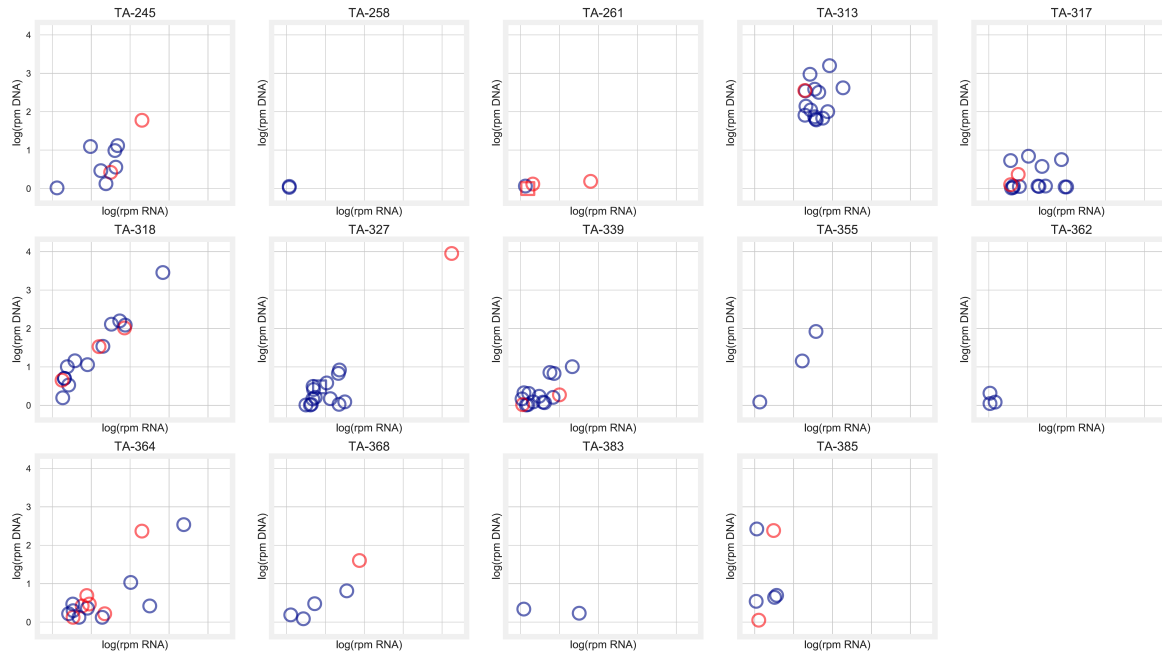 TA-245 TA-258 TA-261 TA-313 TA-317
4
3
2
1
0
log(rpm DNA) log(rpm DNA) log(rpm DNA) log(rpm DNA) log(rpm DNA)
log(rpm RNA) log(rpm RNA) log(rpm RNA) log(rpm RNA) log(rpm RNA)
TA-318 TA-327 TA-339 TA-355 TA-362
4
3
2
1
0
log(rpm DNA) log(rpm DNA) log(rpm DNA) log(rpm DNA) log(rpm DNA)
log(rpm RNA) log(rpm RNA) log(rpm RNA) log(rpm RNA) log(rpm RNA)
TA-364 TA-368 TA-383 TA-385
4
3
2
1
0
log(rpm DNA) log(rpm DNA) log(rpm DNA) log(rpm DNA)
log(rpm RNA) log(rpm RNA) log(rpm RNA) log(rpm RNA)